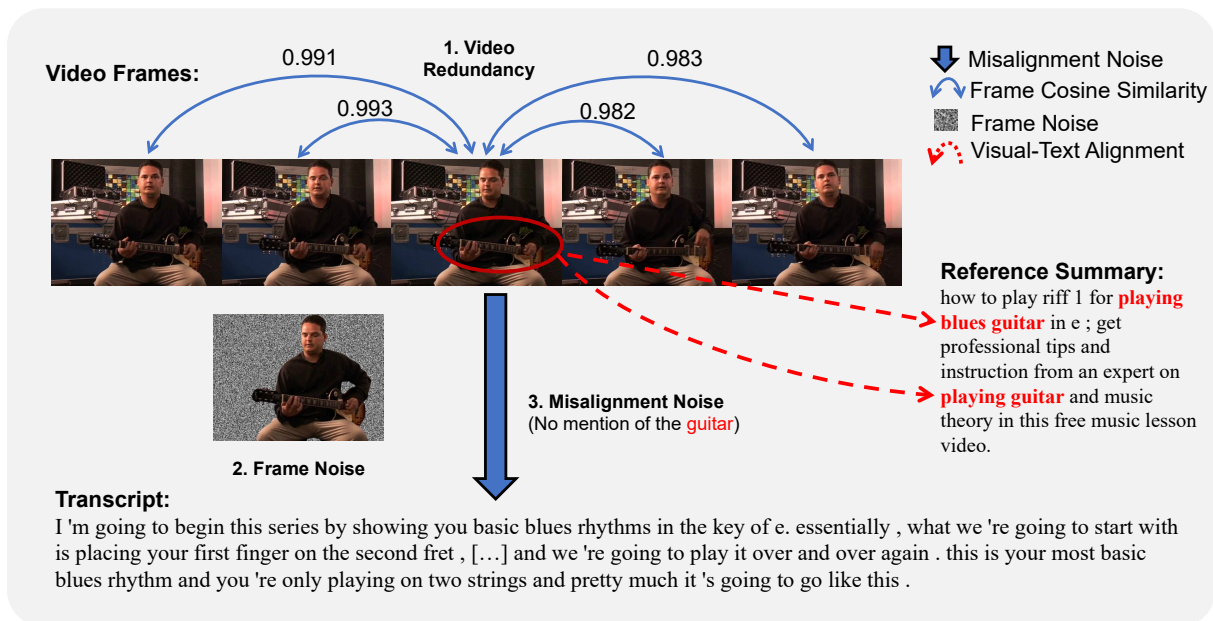 0.991
1. Video
Redundancy
0.983
Video Frames:
0.993
0.982
Misalignment Noise
Frame Cosine Similarity
Frame Noise
Visual-Text Alignment
Reference Summary:
how to play riff 1 for playing
blues guitar in e ; get
professional tips and
instruction from an expert on
playing guitar and music
theory in this free music lesson
video.
3. Misalignment Noise
(No mention of the guitar)
2. Frame Noise
Transcript:
I 'm going to begin this series by showing you basic blues rhythms in the key of e. essentially , what we 're going to start with
is placing your first finger on the second fret , […] and we 're going to play it over and over again . this is your most basic
blues rhythm and you 're only playing on two strings and pretty much it 's going to go like this .